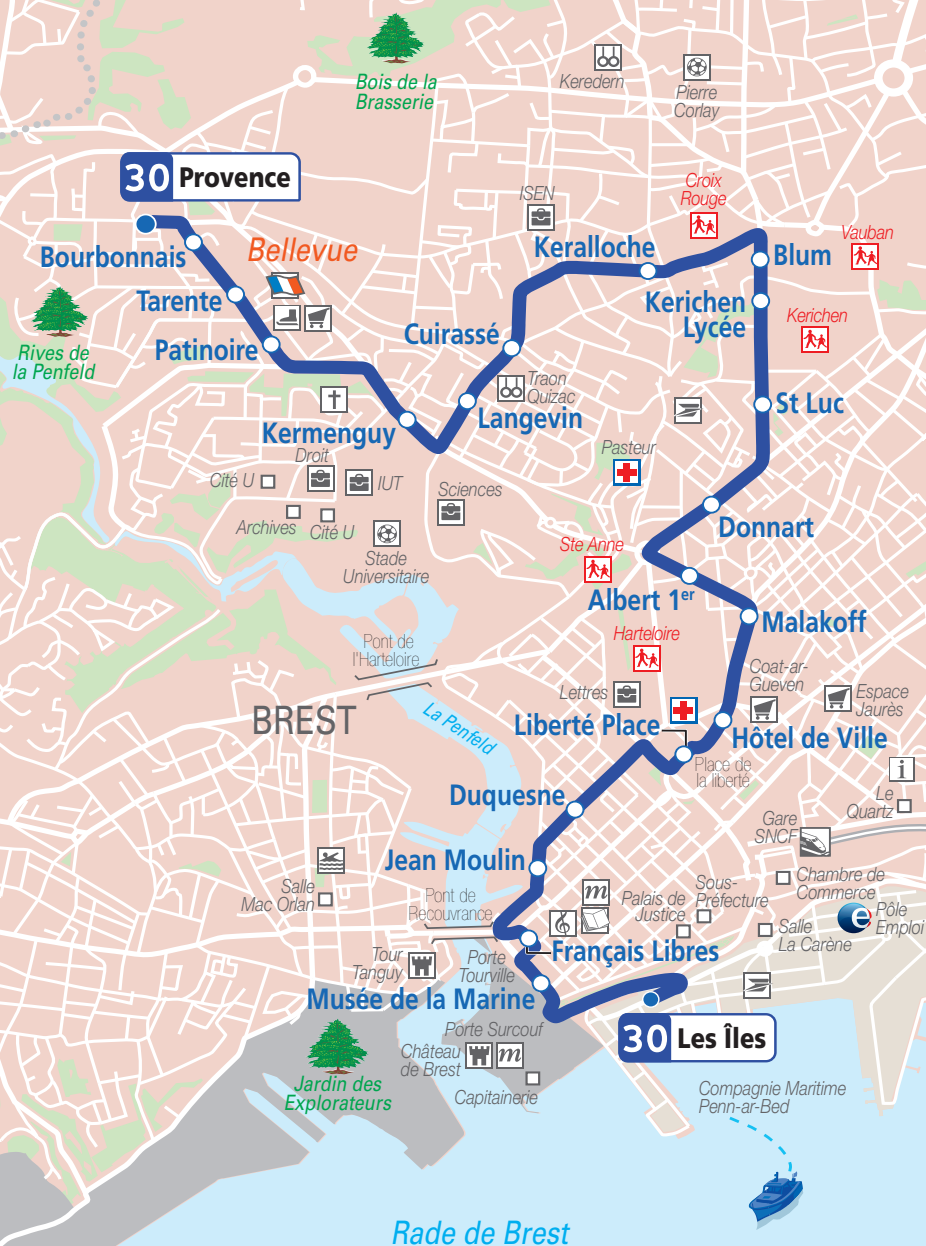 Bois de la
Brasserie
Keredern
Pierre
Corlay
30 Provence
ISEN
Croix
Rouge
Vauban
Bourbonnais
Bellevue
Keralloche
Blum
Tarente
Kerichen
Lycée
Kerichen
Rives de
la Penfeld
Patinoire
Cuirassé
Traon
Quizac
Langevin
St Luc
Kermenguy
Droit
Cité U
IUT
Sciences
Pasteur
Archives
Cité U
Stade
Universitaire
Donnart
Ste Anne
Albert 1er
Malakoff
Harteloire
Pont de
l'Harteloire
Coat-ar-
Gueven
Lettres
Espace
Jaurès
BREST
La Penfeld
Liberté Place
Hôtel de Ville
Place de
la liberté
i
Le
Quartz
Duquesne
Gare
SNCF
Jean Moulin
Salle
Mac Orlan
Pont de
Recouvrance
m
Palais de
Justice
Sous-
Préfecture
Chambre de
Commerce
e
Pôle
Emploi
Salle
La Carène
Français Libres
Tour
Tanguy
Porte
Tourville
Musée de la Marine
Porte Surcouf
30 Les Îles
Château
de Brest
m
Capitainerie
Jardin des
Explorateurs
Compagnie Maritime
Penn-ar-Bed
Rade de Brest